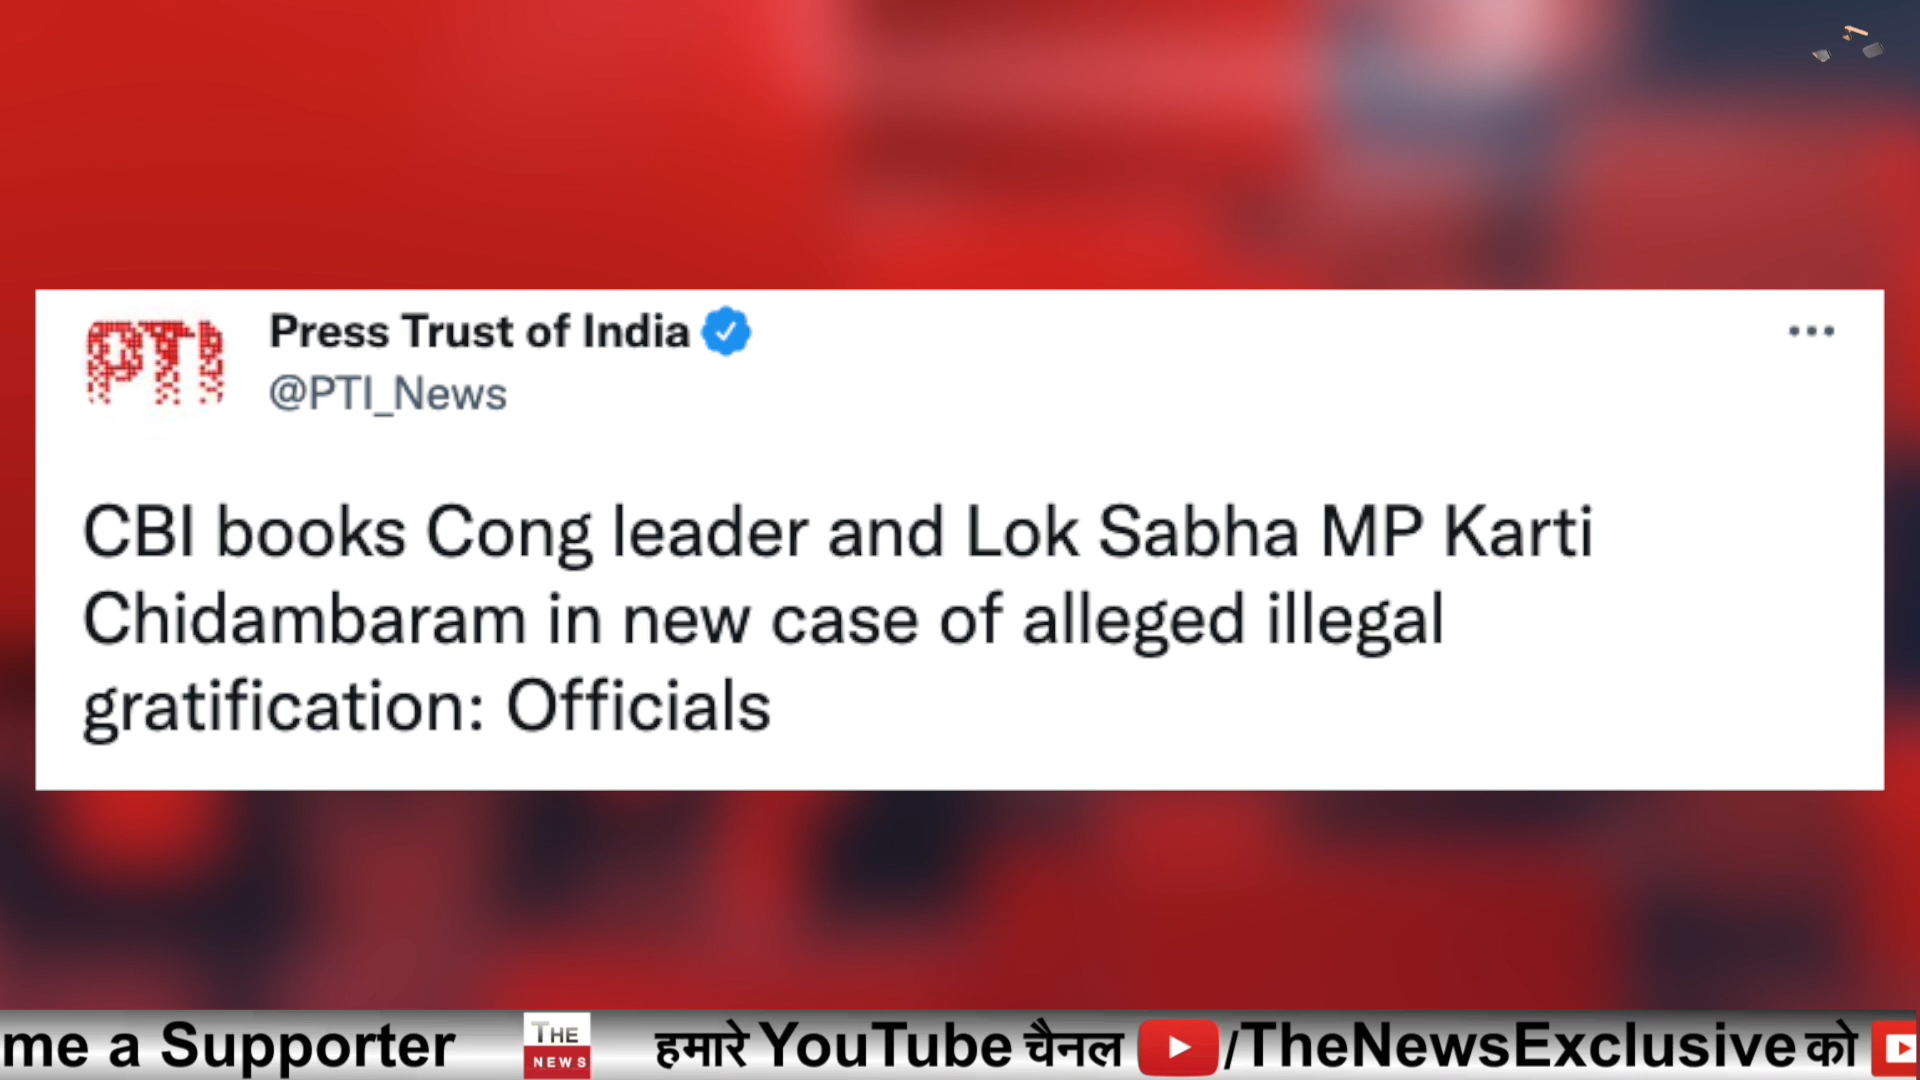 PTI
Press Trust of India
@PTI_News
CBI books Cong leader and Lok Sabha MP Karti
Chidambaram in new case of alleged illegal
gratification: Officials
me a Supporter THE NEWS हमारे YouTube चैनल /TheNewsExclusive को